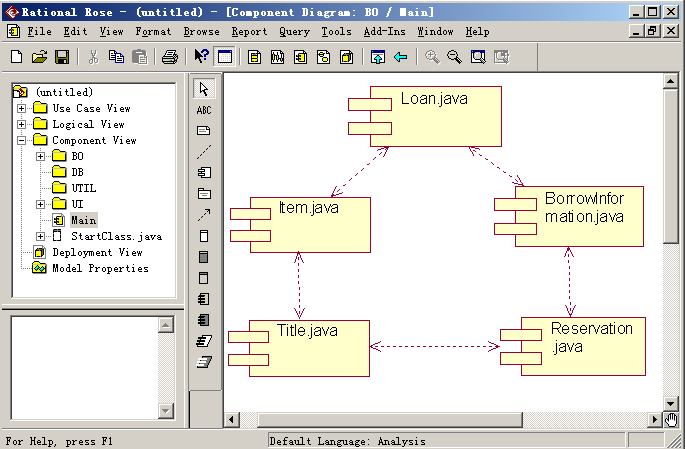 Rational Rose - (untitled) - [Component Diagram: BO / Main]
File Edit View Format Browse Report Query Tools Add-Ins Window Help
(untitled)
Use Case View
Logical View
Component View
BO
DB
UTIL
UI
Main
StartClass.java
Deployment View
Model Properties
ABC
Loan.java
Item.java
BorrowInfor
mation.java
Title.java
Reservation
.java
For Help, press F1
Default Language: Analysis